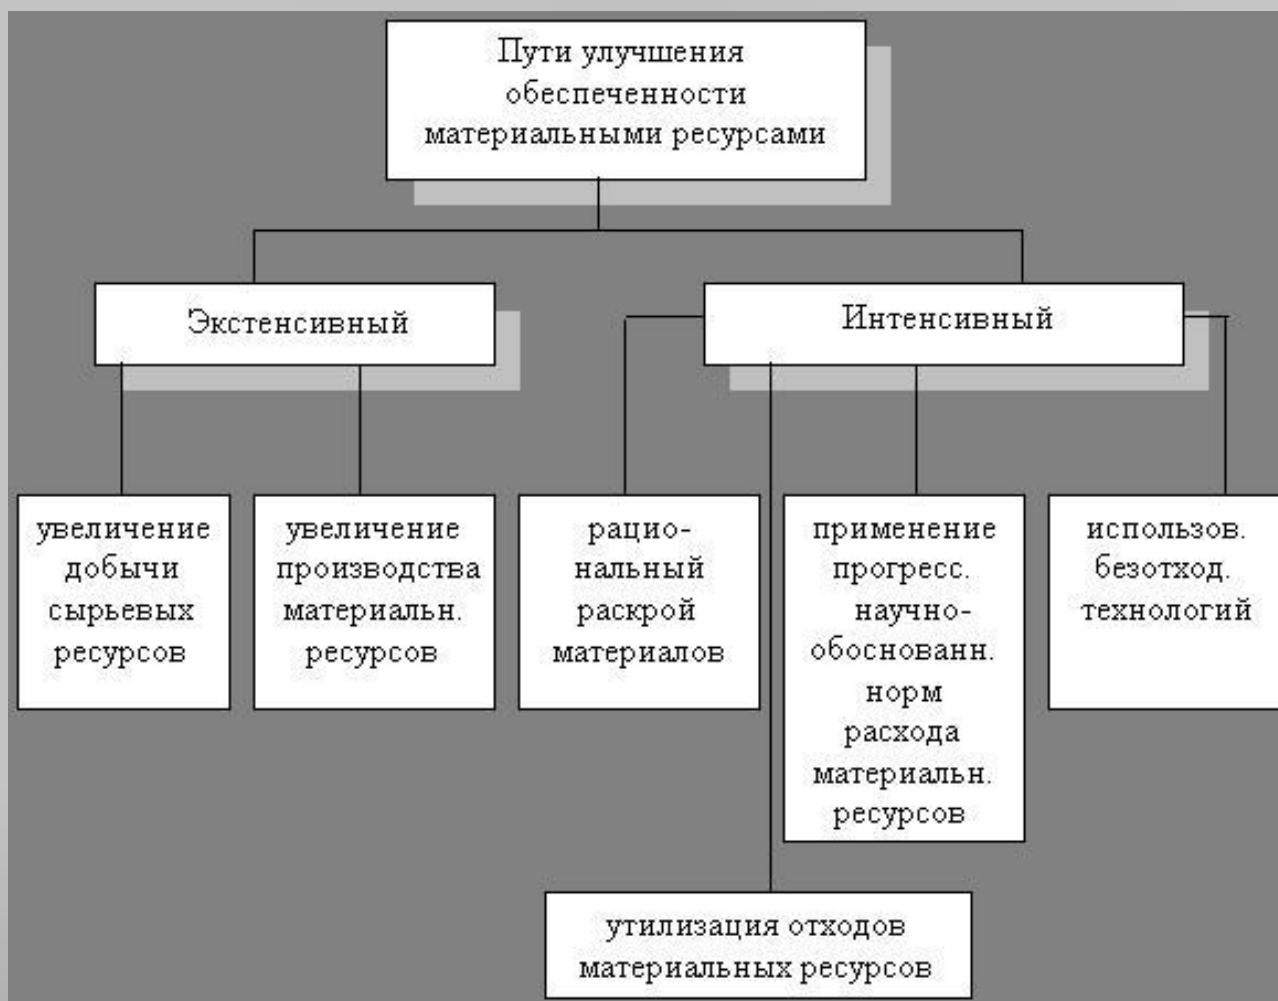 Пути улучшения
обеспеченности
материальными ресурсами
Экстенсивный
Интенсивный
увеличение
добычи
сырьевых
ресурсов
увеличение
производства
материальн.
ресурсов
рацио-
нальный
раскрой
материалов
применение
прогресс.
научно-
обоснованн.
норм
расхода
материальн.
ресурсов
использов.
безотход.
технологий
утилизация отходов
материальных ресурсов